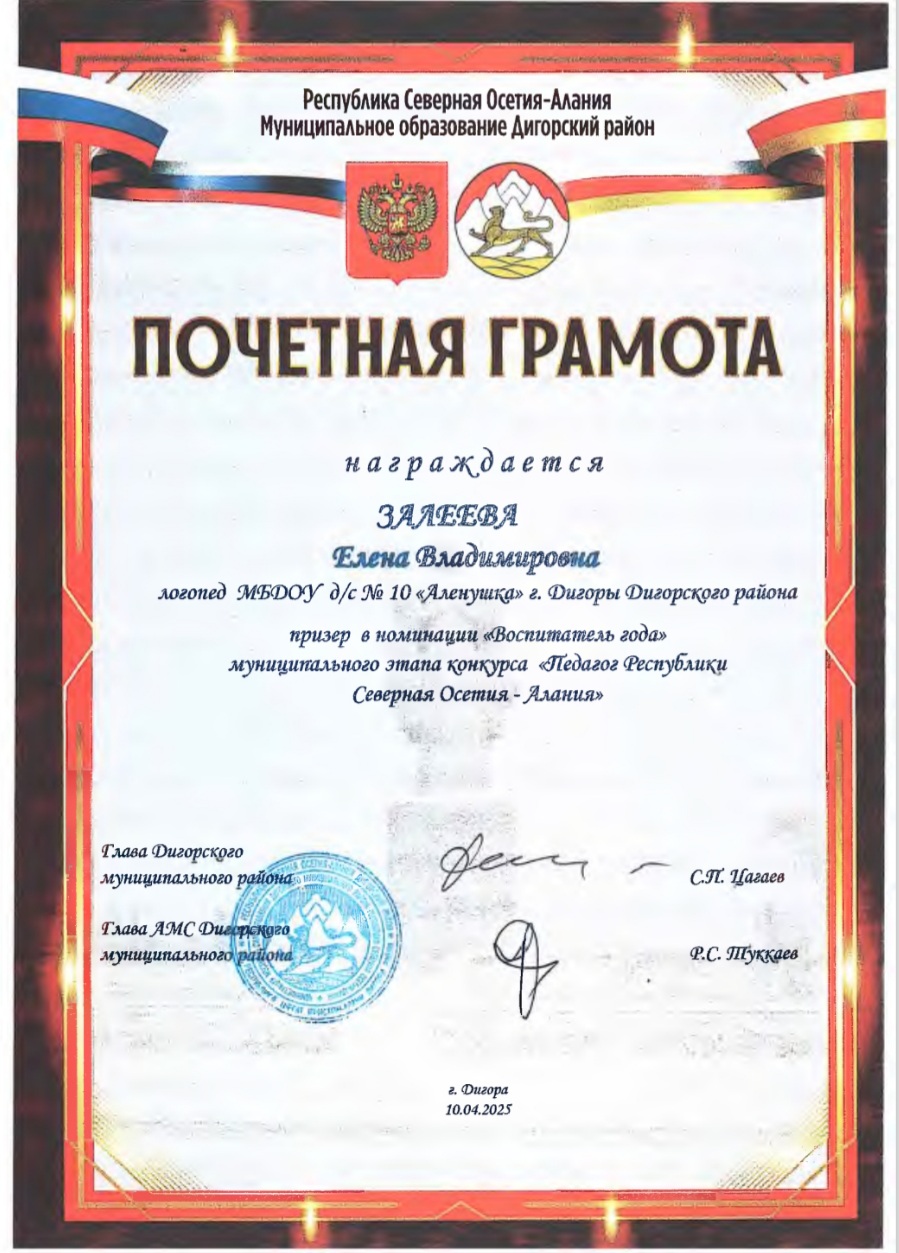 Республика Северная Осетия-Алания
Муниципальное образование Дигорский район
ПОЧЕТНАЯ ГРАМОТА
награждается
ЗАЛЕЕВА
Елена Владимировна
логопед МБДОУ д/с № 10 «Аленушка» г. Дигоры Дигорского района
призер в номинации «Воспитатель года»
муниципального этапа конкурса «Педагог Республики
Северная Осетия - Алания»
Глава Дигорского
муниципального района
С.П. Цагаев
Глава АМС Дигорского
муниципального района
Р.С. Туккаев
г. Дигора
10.04.2025